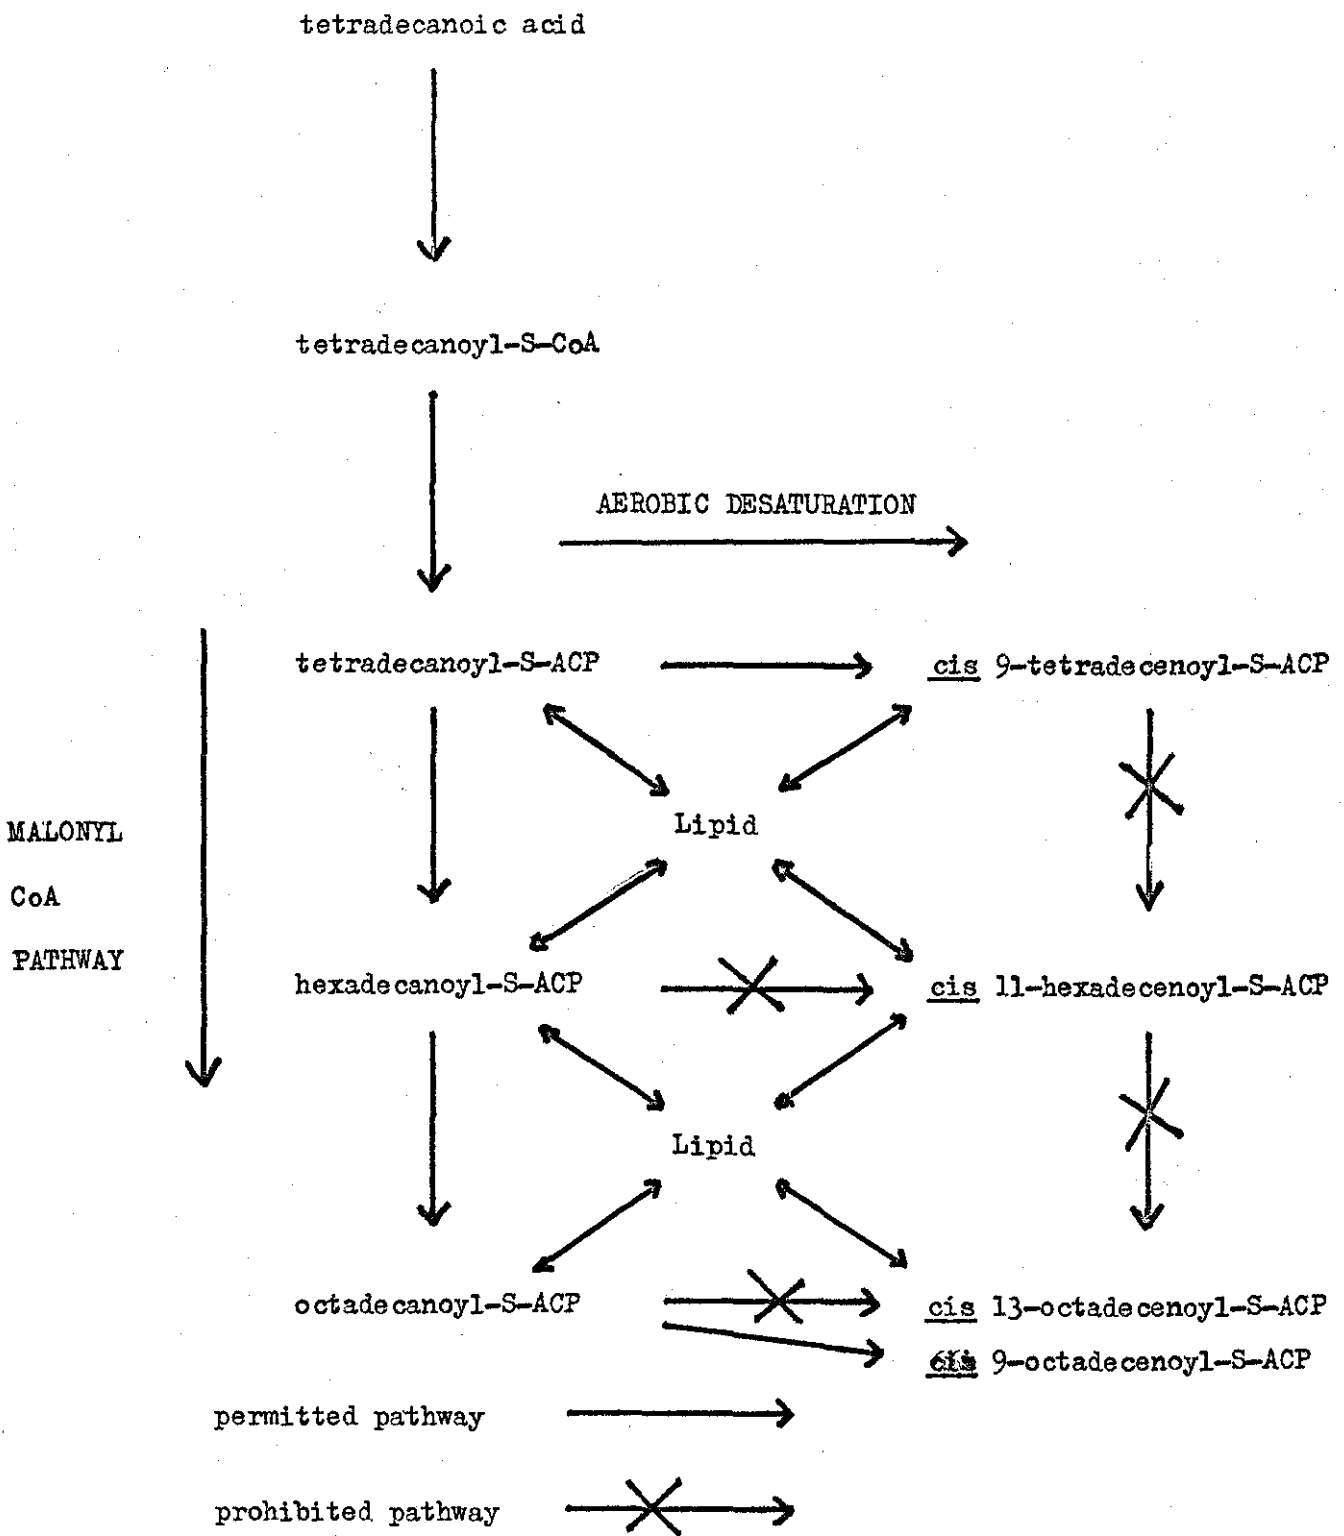 tetradecanoic acid
tetradecanoyl-S-CoA
AEROBIC DESATURATION
tetradecanoyl-S-ACP
cis 9-tetradecenoyl-S-ACP
Lipid
MALONYL
CoA
PATHWAY
hexadecanoyl-S-ACP
cis 11-hexadecenoyl-S-ACP
Lipid
octadecanoyl-S-ACP
cis 13-octadecenoyl-S-ACP
cis 9-octadecenoyl-S-ACP
permitted pathway
prohibited pathway